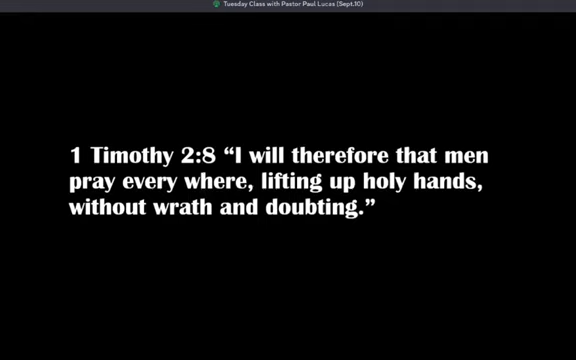 Tuesday Class with Pastor Paul Lucas (Sept.10)
1 Timothy 2:8 “I will therefore that men
pray every where, lifting up holy hands,
without wrath and doubting.”